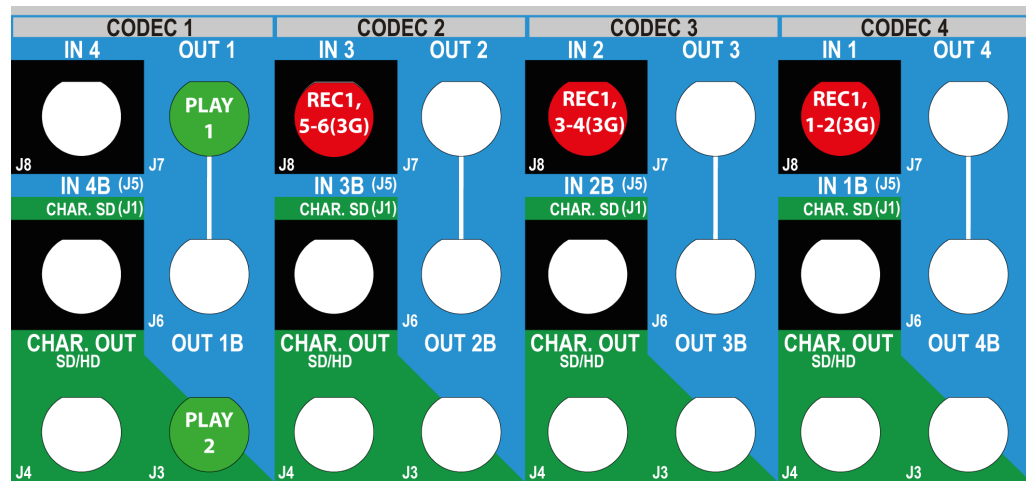 CODEC 1 CODEC 2 CODEC 3 CODEC 4
IN 4 OUT 1 IN 3 OUT 2 IN 2 OUT 3 IN 1 OUT 4
PLAY REC1, REC1, REC1,
1 5-6(3G) 3-4(3G) 1-2(3G)
J8 J7 J8 J7 J8 J7 J8 J7
IN 4B (J5) IN 3B (J5) IN 2B (J5) IN 1B (J5)
CHAR. SD (J1) CHAR. SD (J1) CHAR. SD (J1) CHAR. SD (J1)
J6 J6 J6 J6
CHAR. OUT OUT 1B CHAR. OUT OUT 2B CHAR. OUT OUT 3B CHAR. OUT OUT 4B
SD/HD SD/HD SD/HD SD/HD
PLAY
2
J4 J3 J4 J3 J4 J3 J4 J3